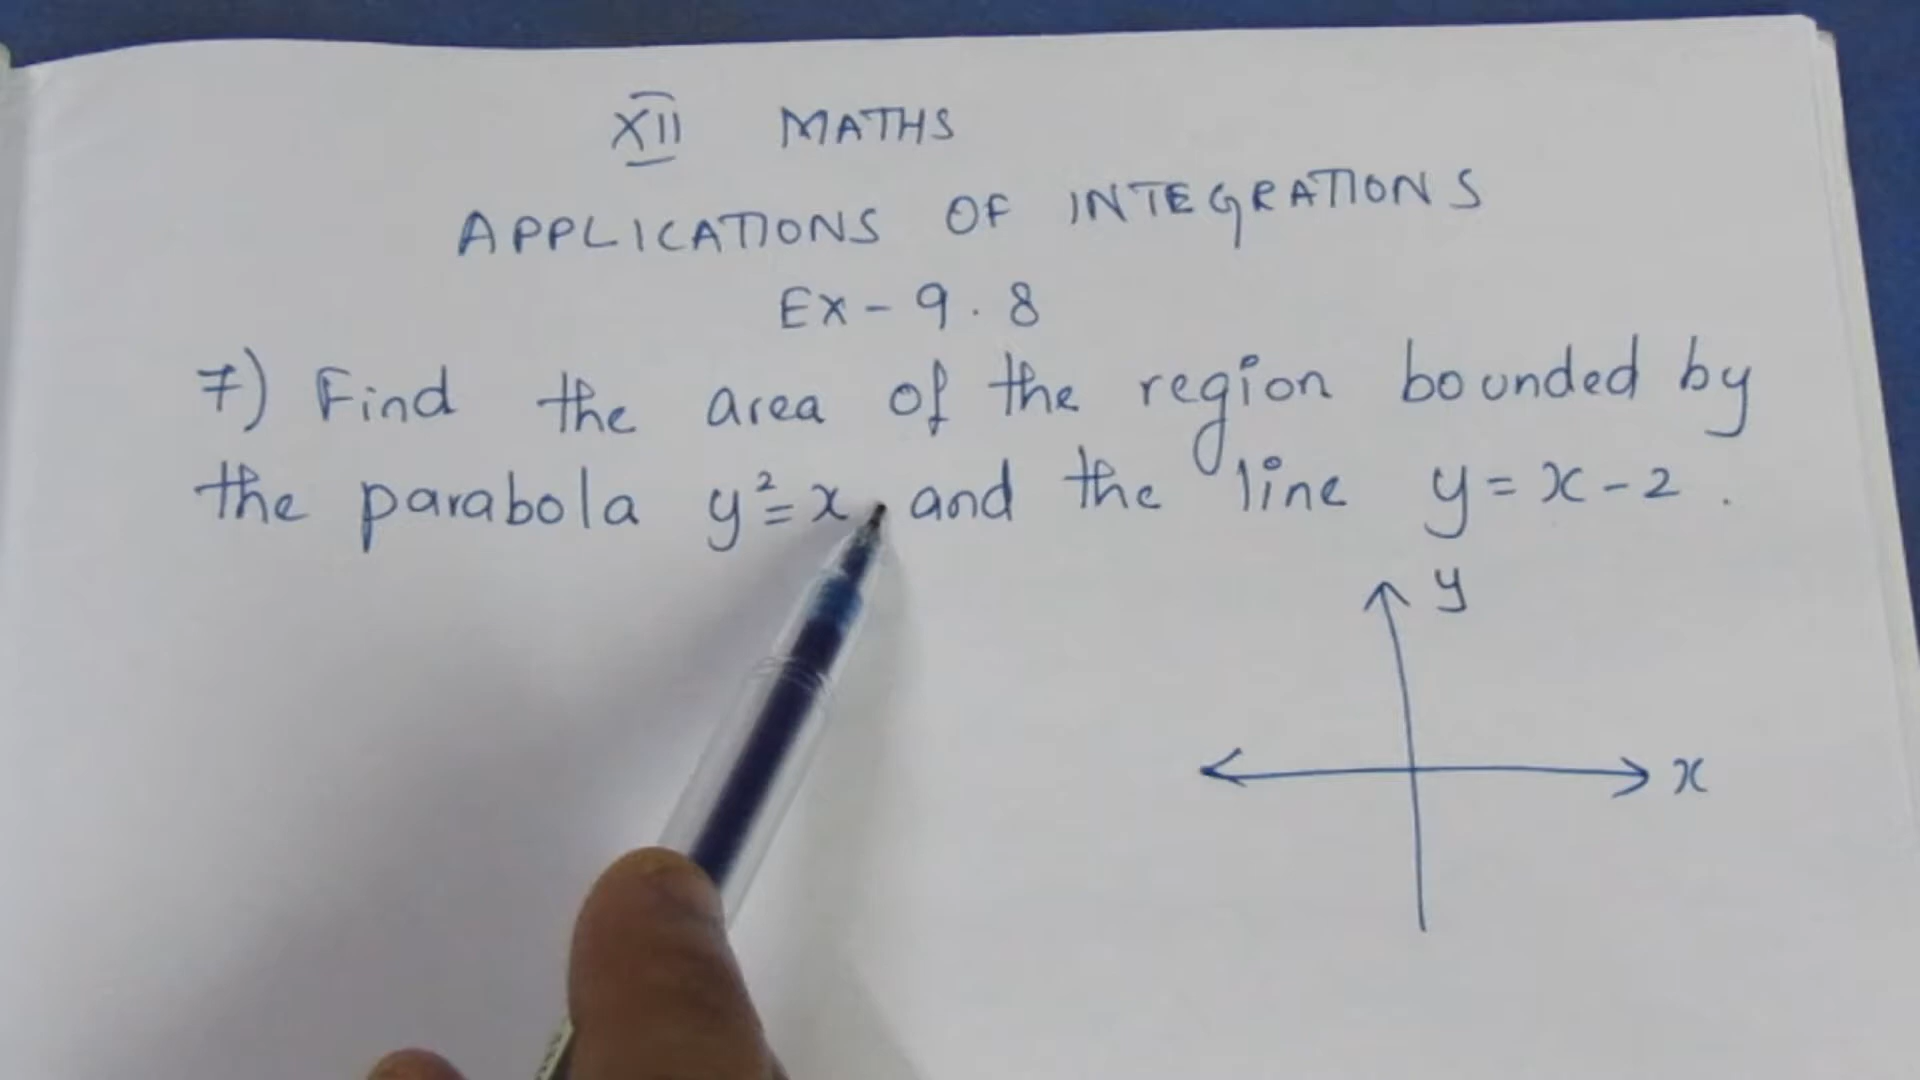 XII MATHS
APPLICATIONS OF INTEGRATIONS
Ex - 9.8
7) Find the area of the region bounded by
the parabola y²=x and the line y = x - 2 .
y
x